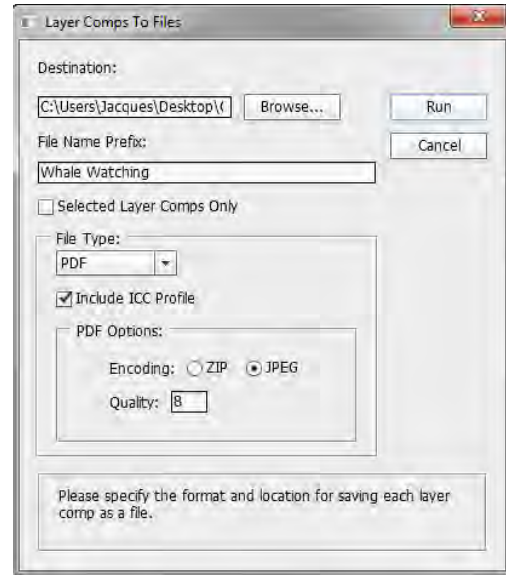 Layer Comps To Files
Destination:
C:\Users\Jacques\Desktop\(
Browse...
Run
File Name Prefix:
Cancel
Whale Watching
Selected Layer Comps Only
File Type:
PDF
Include ICC Profile
PDF Options:
Encoding: ZIP JPEG
Quality: 8
Please specify the format and location for saving each layer
comp as a file.